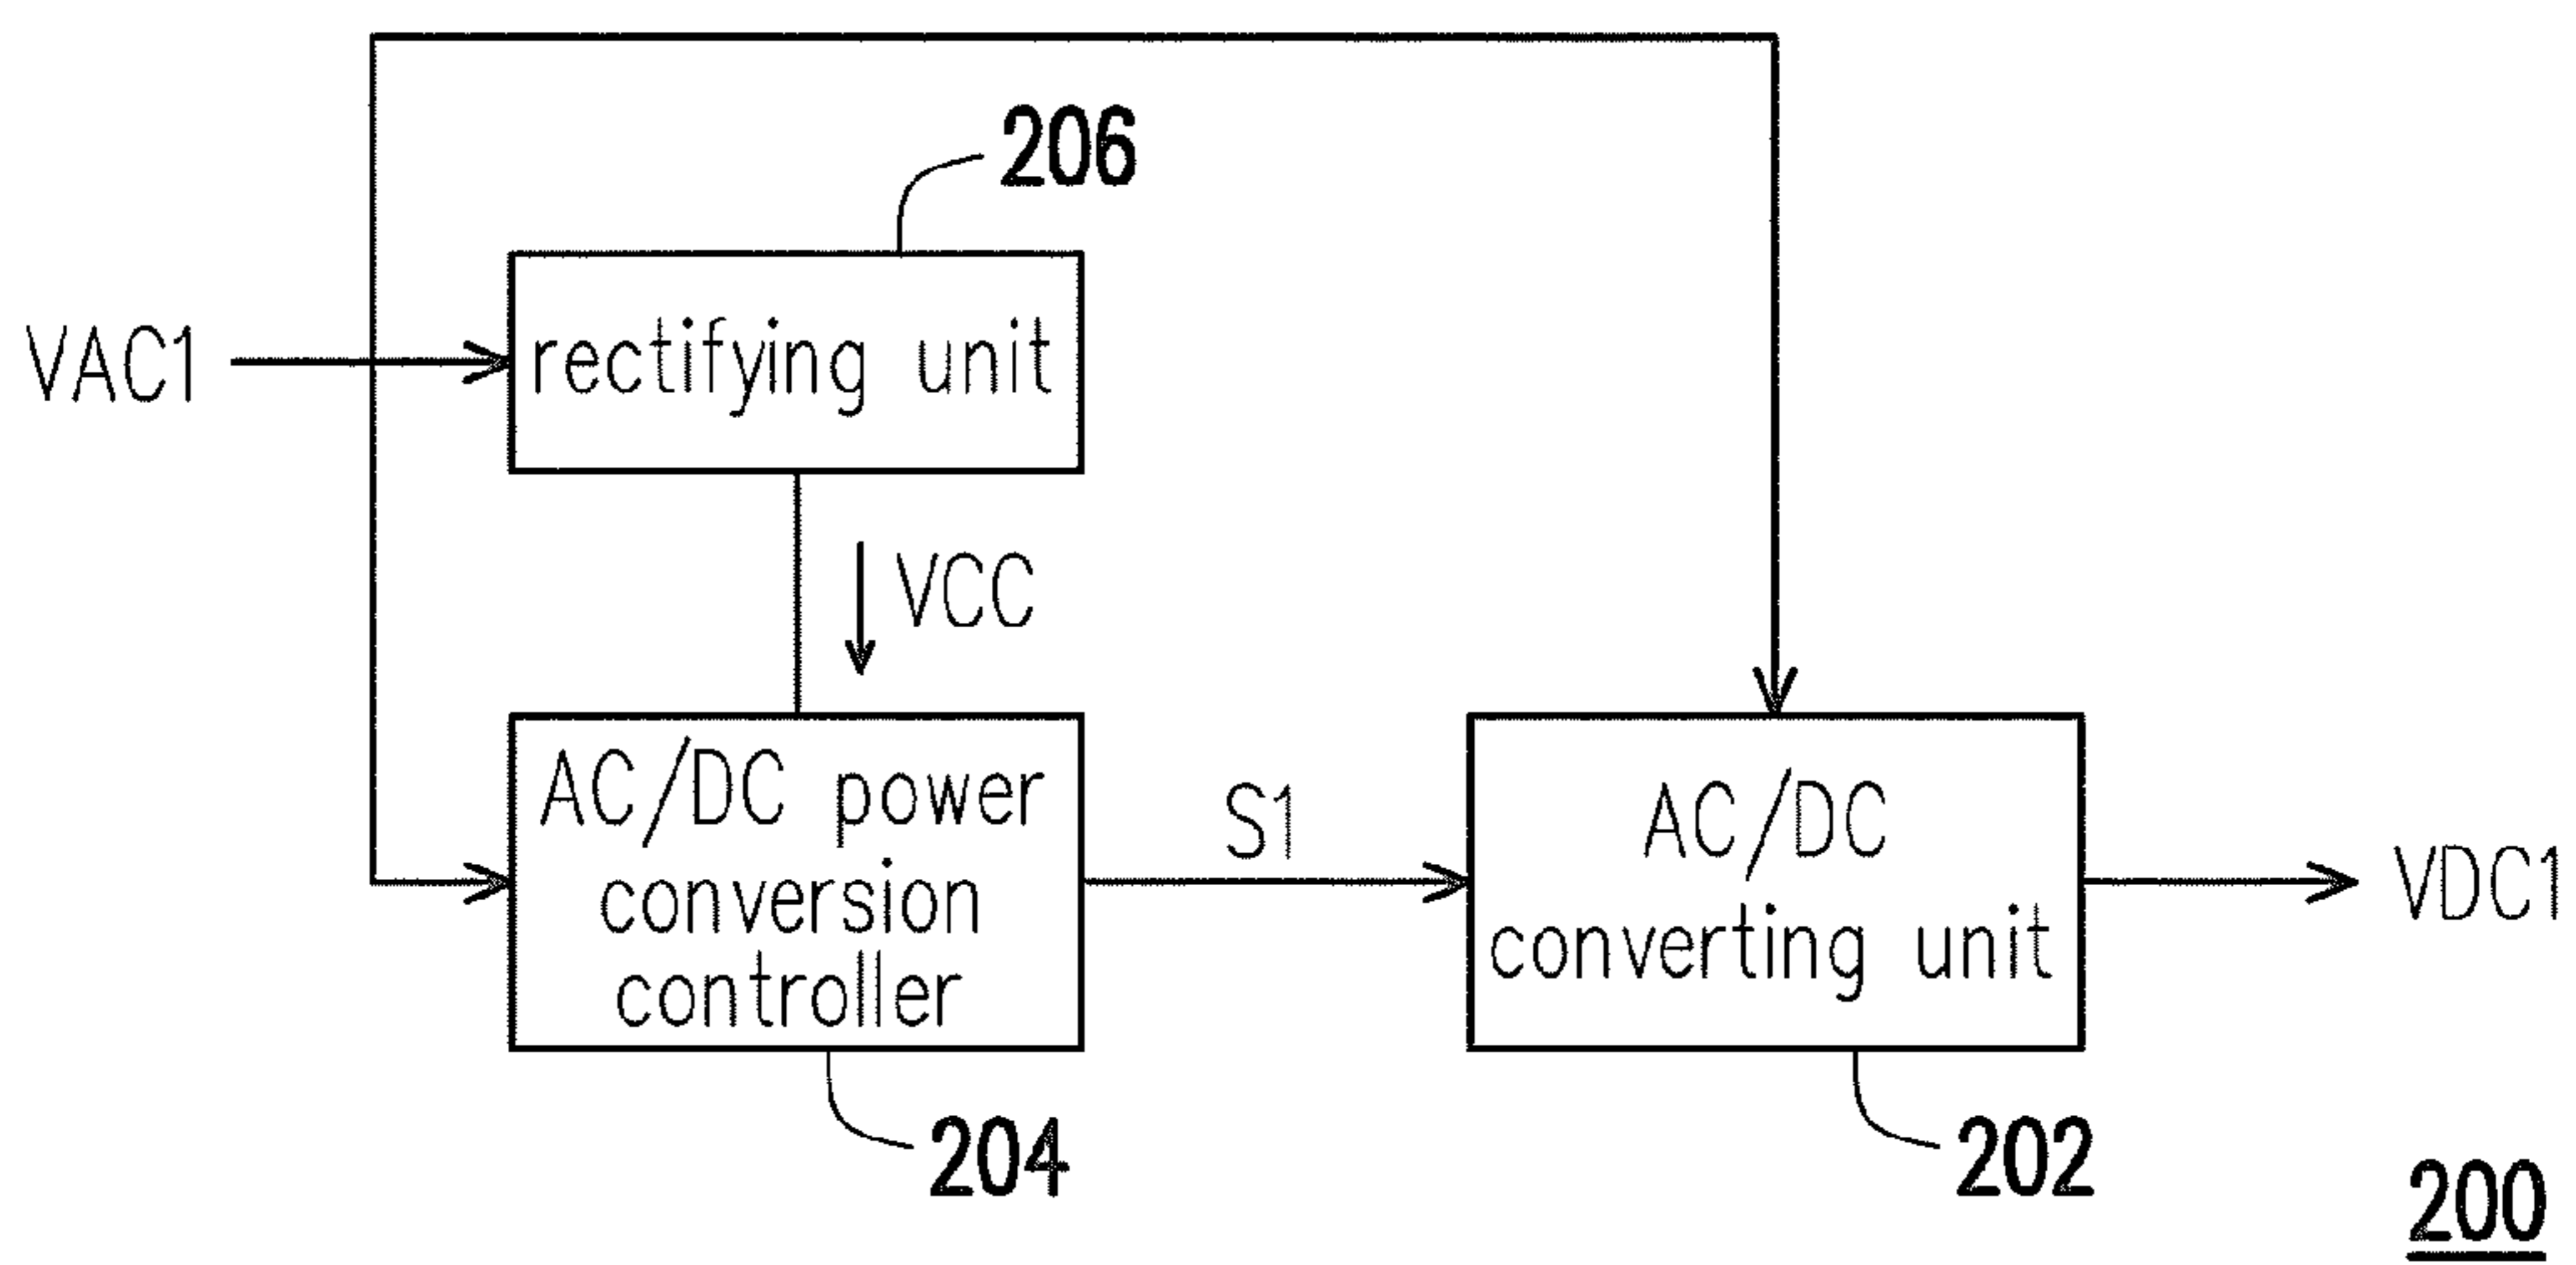 206
VAC1
rectifying unit
VCC
AC/DC power
conversion
controller
S1
AC/DC
converting unit
VDC1
204
202
200